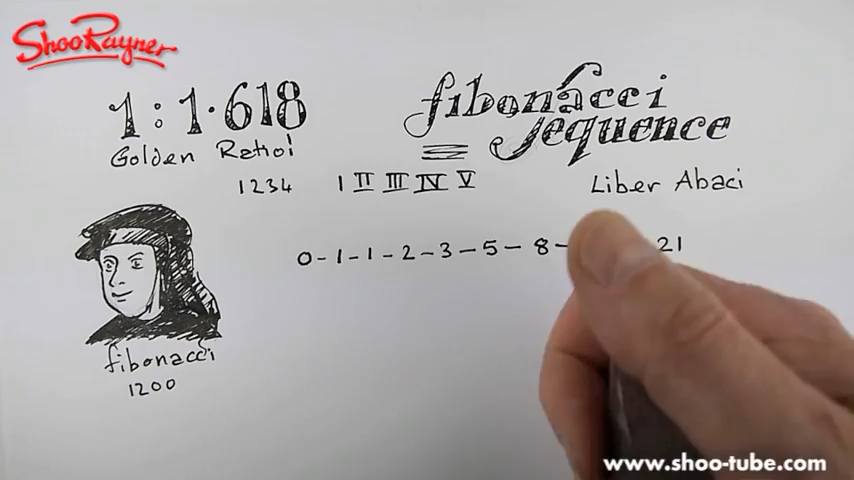 ShooRayner
1:1·618
Golden Ratio!
fibonacci
Sequence
1234
I II III IV V
Liber Abaci
0-1-1-2-3-5-8-
21
fibonacci
1200
www.shoo-tube.com